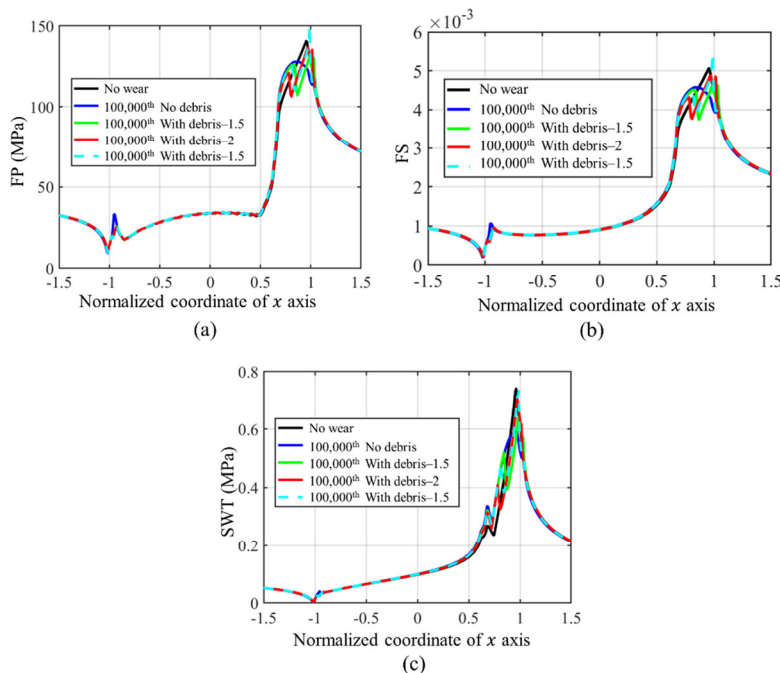 150
100
50
0
FP (MPa)
No wear
100,000th No debris
100,000th With debris–1.5
100,000th With debris–2
100,000th With debris–1.5
-1.5 -1 -0.5 0 0.5 1 1.5
Normalized coordinate of x axis
(a)
×10⁻³
6
5
4
3
2
1
0
FS
No wear
100,000th No debris
100,000th With debris–1.5
100,000th With debris–2
100,000th With debris–1.5
-1.5 -1 -0.5 0 0.5 1 1.5
Normalized coordinate of x axis
(b)
0.8
0.6
0.4
0.2
0
SWT (MPa)
No wear
100,000th No debris
100,000th With debris–1.5
100,000th With debris–2
100,000th With debris–1.5
-1.5 -1 -0.5 0 0.5 1 1.5
Normalized coordinate of x axis
(c)